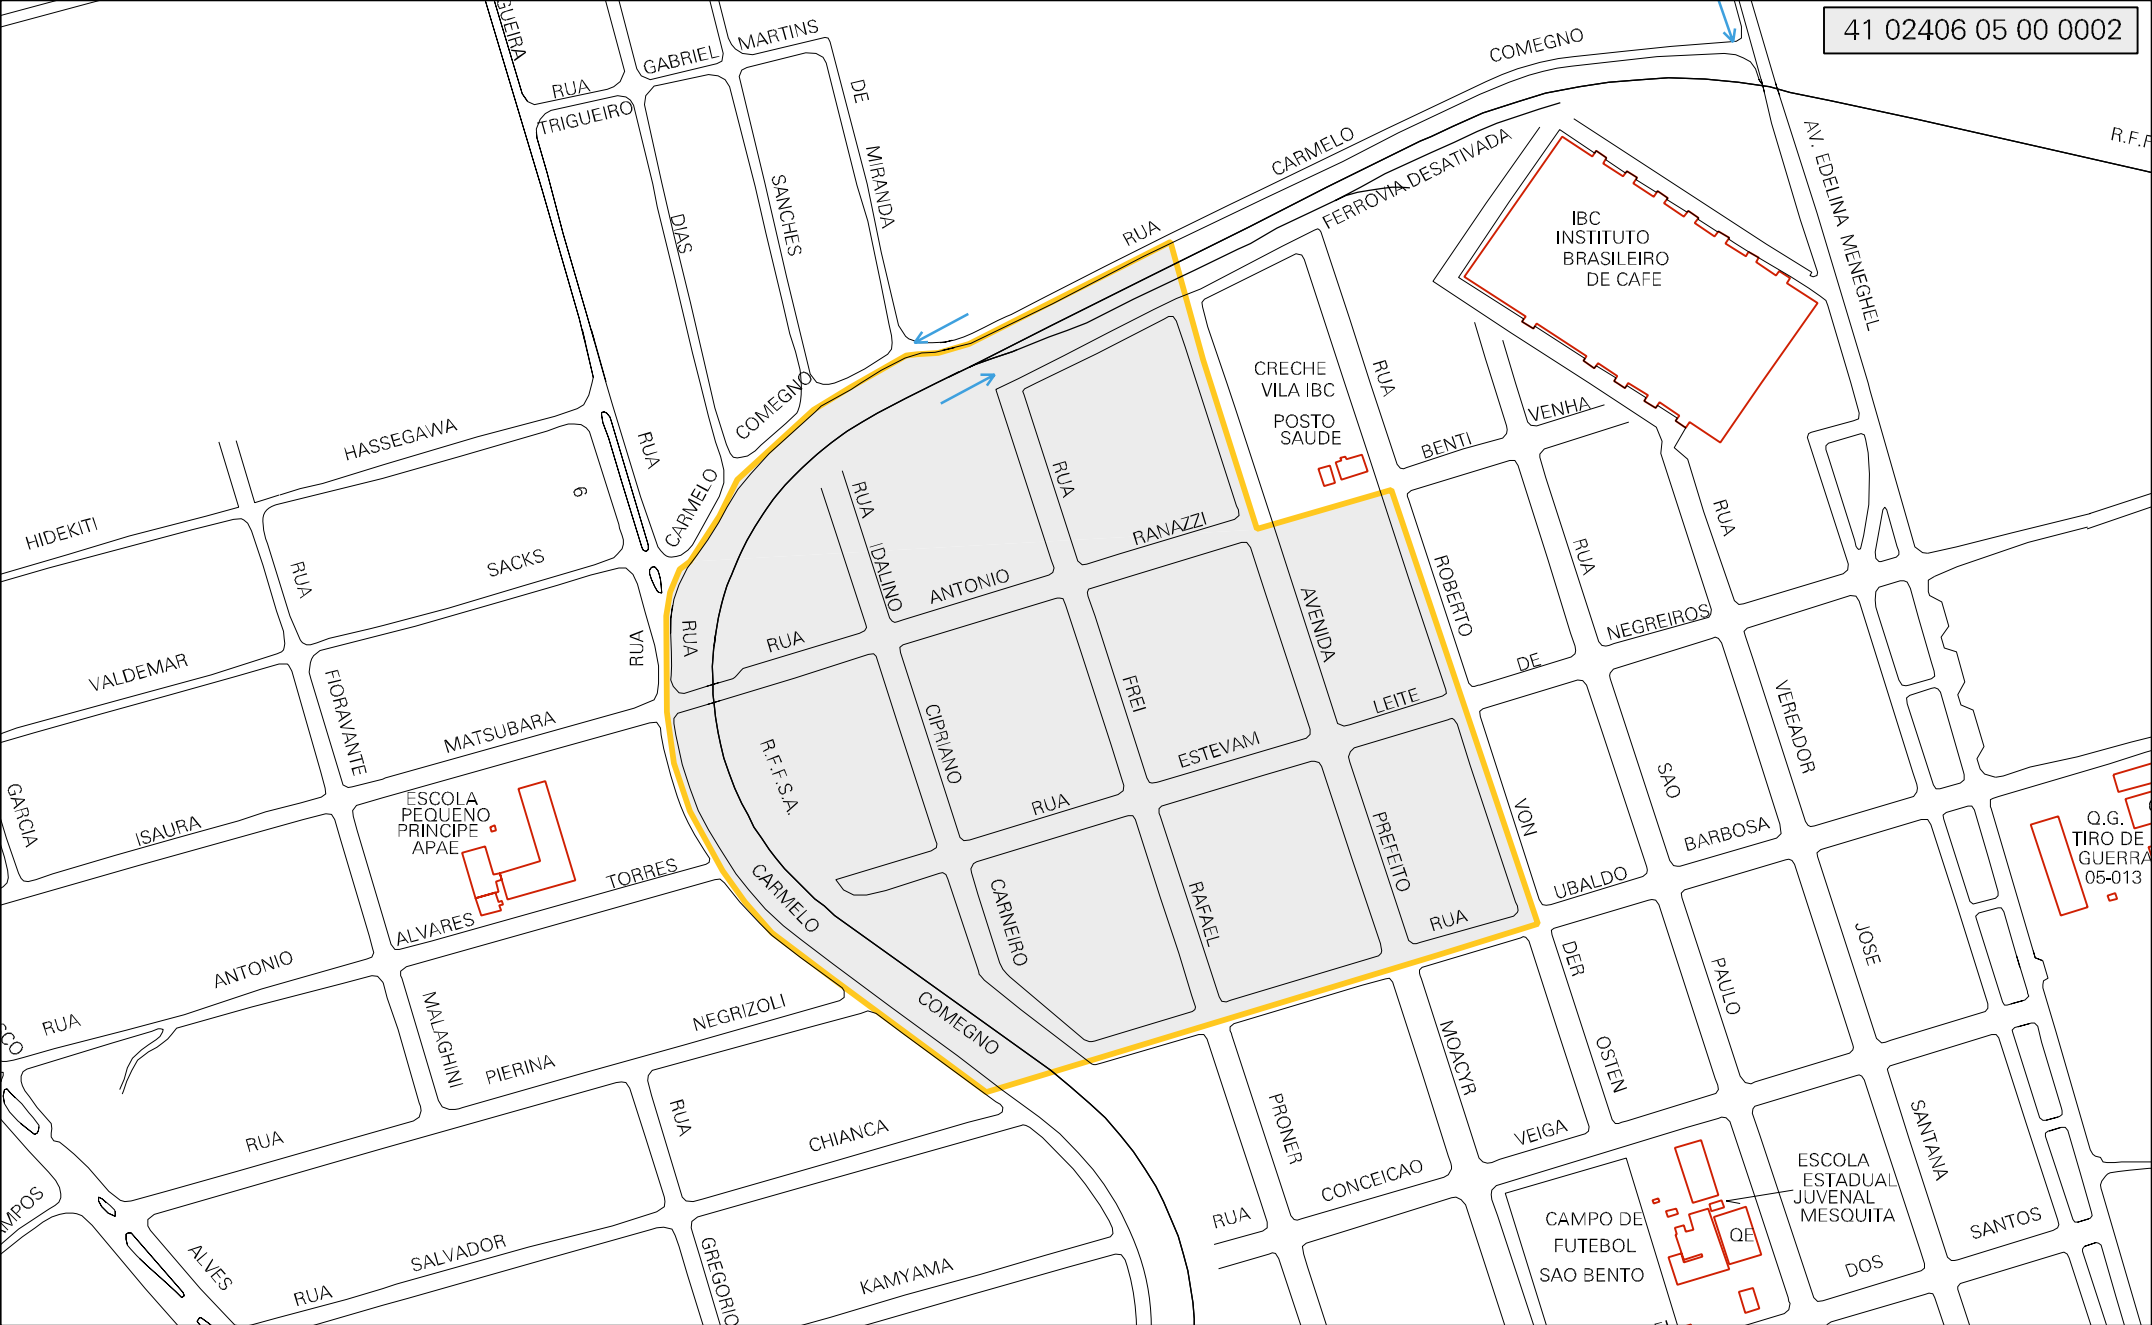 41 02406 05 00 0002
GUEIRA
RUA
GABRIEL
MARTINS
TRIGUEIRO
DE
MIRANDA
SANCHES
DIAS
COMEGNO
CARMELO
RUA
FERROVIA DESATIVADA
AV. EDELINA MENEGHEL
R.F.F
IBC
INSTITUTO
BRASILEIRO
DE CAFE
CRECHE
VILA IBC
POSTO
SAUDE
RUA
BENTI
VENHA
HASSEGAWA
HIDEKITI
RUA
COMEGNO
CARMELO
RUA
6
SACKS
RUA
RUA
VALDEMAR
FIORAVANTE
MATSUBARA
RUA
IDALINO
RUA
RANAZZI
ANTONIO
RUA
CIPRIANO
FREI
AVENIDA
ROBERTO
LEITE
ESTEVAM
RUA
R.F.F.S.A.
RUA
RUA
NEGREIROS
DE
VEREADOR
SAO
BARBOSA
UBALDO
VON
PREFEITO
RUA
RAFAEL
CARNEIRO
CARMELO
COMEGNO
GARCIA
ISAURA
ESCOLA
PEQUENO
PRINCIPE
APAE
TORRES
ALVARES
ANTONIO
RUA
SCO
MALAGHINI
NEGRIZOLI
PIERINA
RUA
RUA
CHIANCA
AMPOS
ALVES
SALVADOR
RUA
GREGORIO
KAMYAMA
DER
OSTEN
PAULO
JOSE
Q.G.
TIRO DE
GUERRA
05-013
MOACYR
PRONER
VEIGA
CONCEICAO
RUA
SANTANA
SANTOS
DOS
ESCOLA
ESTADUAL
JUVENAL
MESQUITA
CAMPO DE
FUTEBOL
SAO BENTO
QE